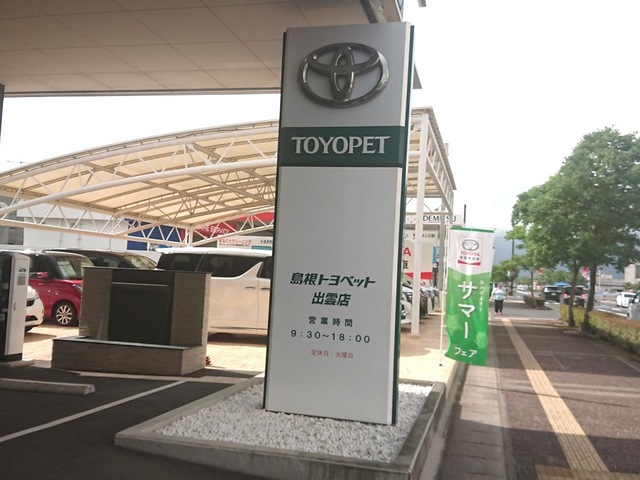 TOYOPET
島根トヨペット
出雲店
営業時間
9:30~18:00
定休日:火曜日
TOYOTA
サマー
フェア